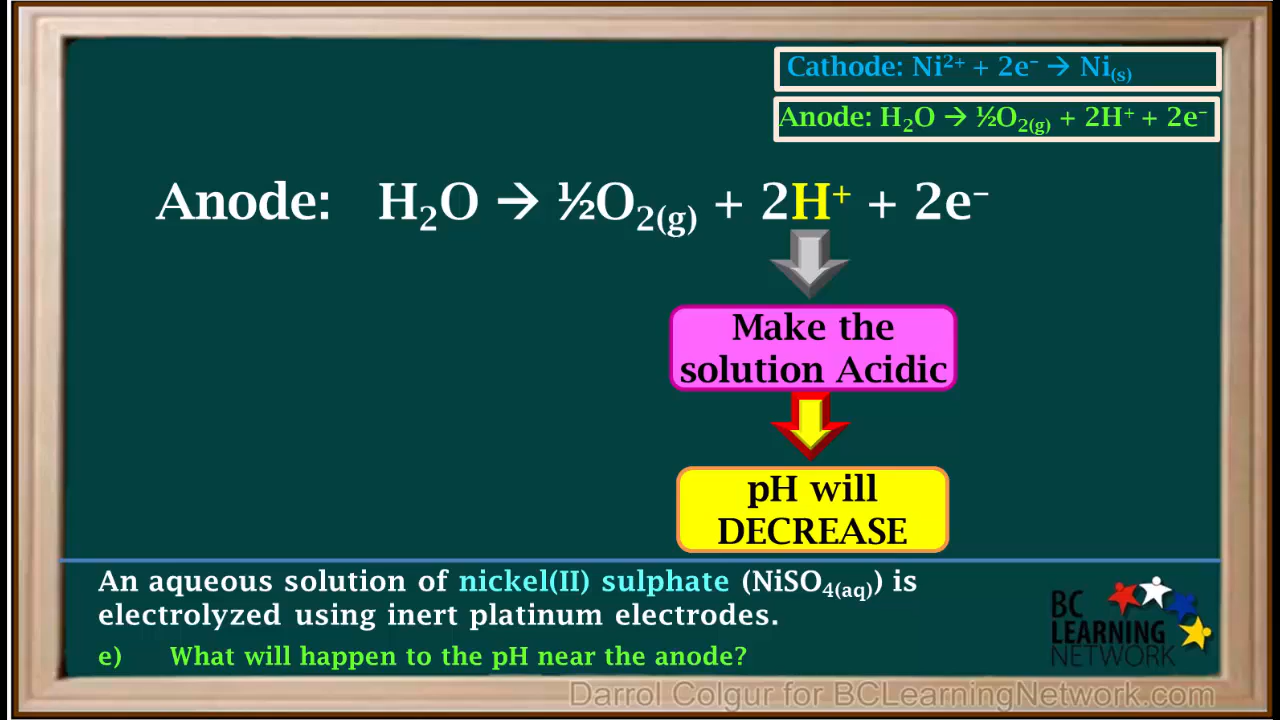 Cathode: Ni²⁺ + 2e⁻ → Ni₍ₛ₎
Anode: H₂O → ½O₂(g) + 2H⁺ + 2e⁻
Anode: H₂O → ½O₂(g) + 2H⁺ + 2e⁻
Make the
solution Acidic
pH will
DECREASE
An aqueous solution of nickel(II) sulphate (NiSO₄(aq)) is
electrolyzed using inert platinum electrodes.
e) What will happen to the pH near the anode?
BC
LEARNING
NETWORK
Darrol Colgur for BCLearningNetwork.com